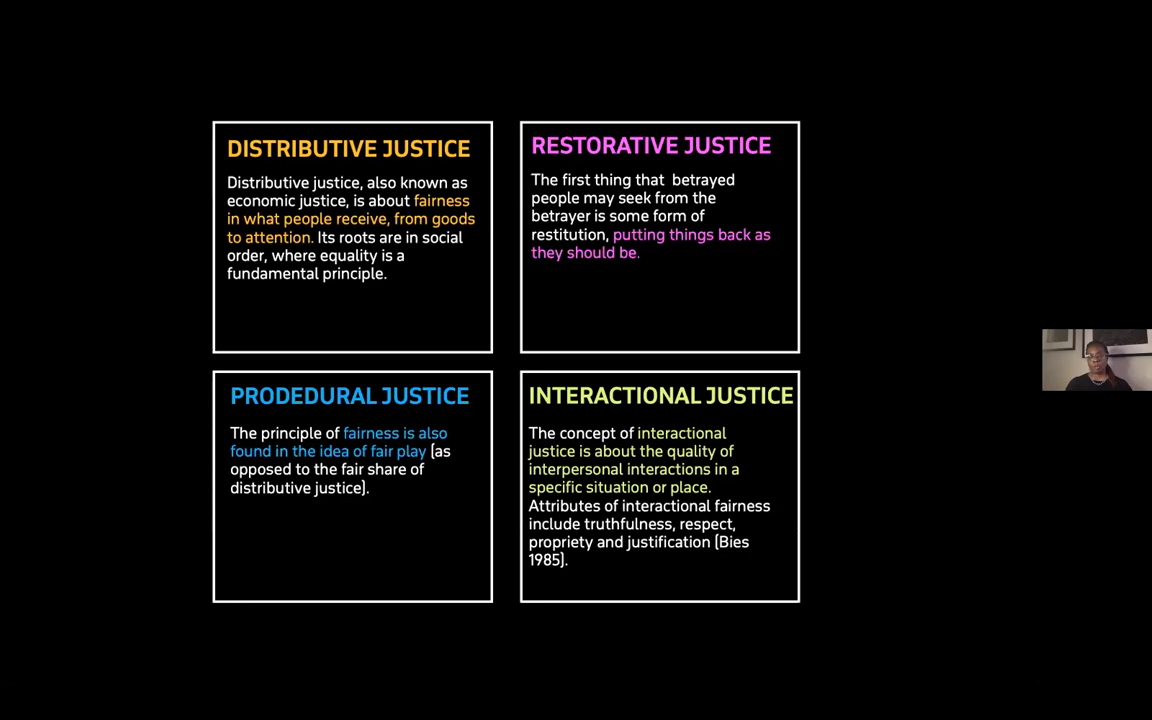 DISTRIBUTIVE JUSTICE
Distributive justice, also known as
economic justice, is about fairness
in what people receive, from goods
to attention. Its roots are in social
order, where equality is a
fundamental principle.
RESTORATIVE JUSTICE
The first thing that  betrayed
people may seek from the
betrayer is some form of
restitution, putting things back as
they should be.
PRODEDURAL JUSTICE
The principle of fairness is also
found in the idea of fair play [as
opposed to the fair share of
distributive justice].
INTERACTIONAL JUSTICE
The concept of interactional
justice is about the quality of
interpersonal interactions in a
specific situation or place.
Attributes of interactional fairness
include truthfulness, respect,
propriety and justification [Bies
1985].